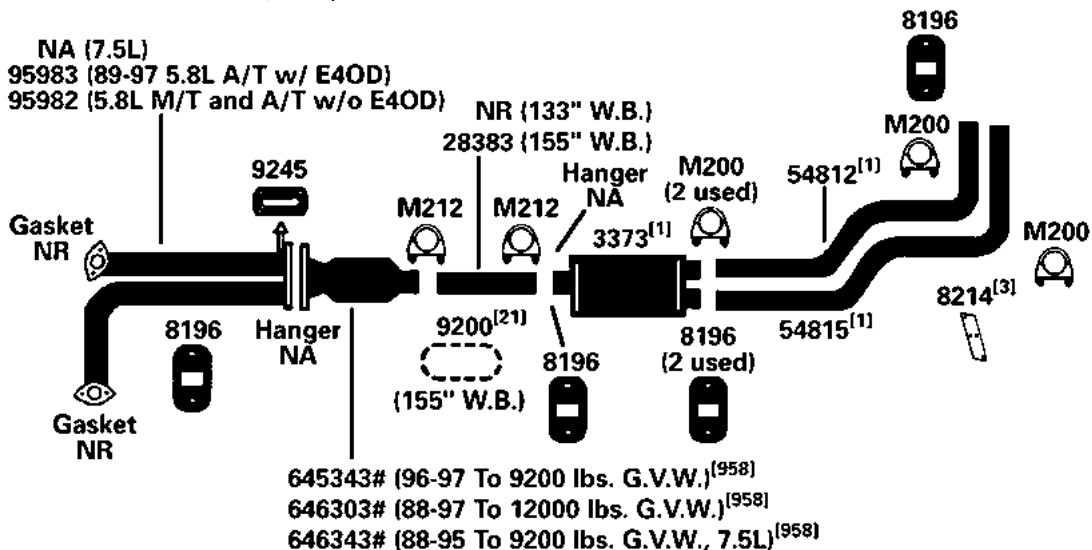 NA (7.5L)
95983 (89-97 5.8L A/T w/ E4OD)
95982 (5.8L M/T and A/T w/o E4OD)
9245
Gasket
NR
8196
Hanger
NA
Gasket
NR
NR (133" W.B.)
28383 (155" W.B.)
M212
M212
Hanger
NA
3373[1]
M200
(2 used)
9200[21]
(155" W.B.)
8196
8196
(2 used)
54812[1]
54815[1]
8196
M200
M200
8214[3]
645343# (96-97 To 9200 lbs. G.V.W.)[958]
646303# (88-97 To 12000 lbs. G.V.W.)[958]
646343# (88-95 To 9200 lbs. G.V.W., 7.5L)[958]